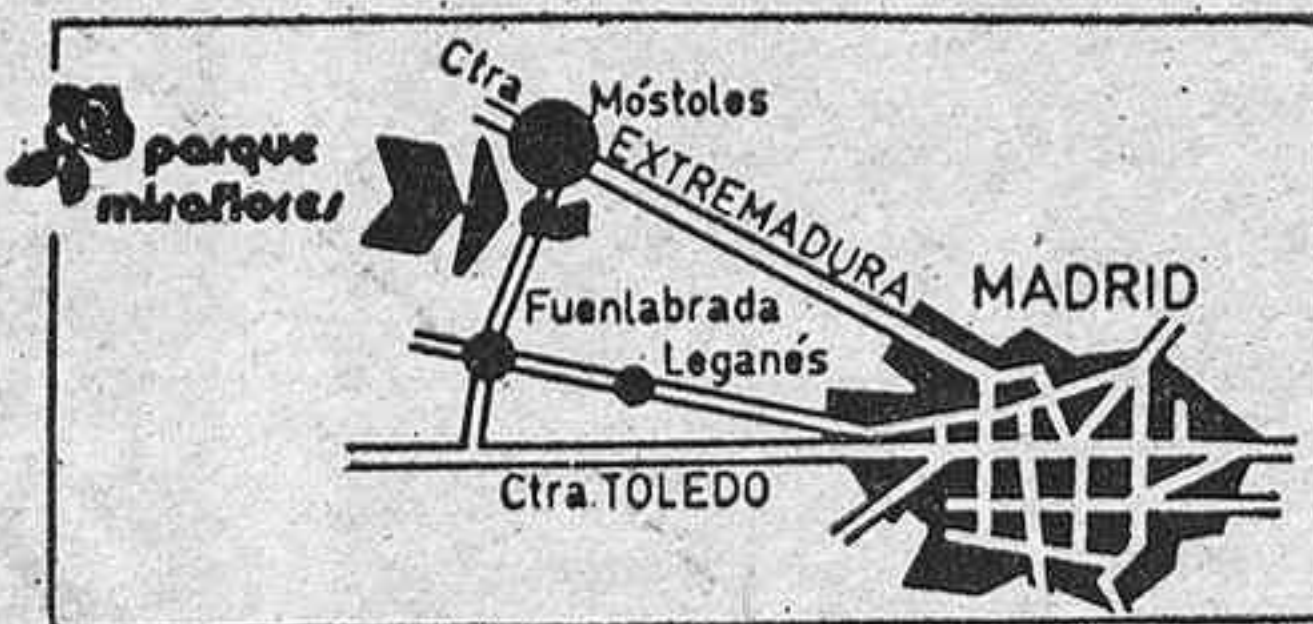 parque
miraflores
Ctra
Móstoles
EXTREMADURA
MADRID
Fuenlabrada
Leganés
Ctra. TOLEDO